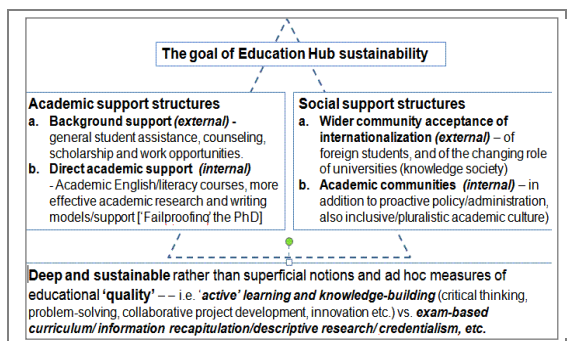 The goal of Education Hub sustainability
Academic support structures
a. Background support (external) -
general student assistance, counseling,
scholarship and work opportunities.
b. Direct academic support (internal)
- Academic English/literacy courses, more
effective academic research and writing
models/support ['Failproofing' the PhD]
Social support structures
a. Wider community acceptance of
internationalization (external) – of
foreign students, and of the changing role
of universities (knowledge society)
b. Academic communities (internal) – in
addition to proactive policy/administration,
also inclusive/pluralistic academic culture)
Deep and sustainable rather than superficial notions and ad hoc measures of
educational 'quality' – – i.e. 'active' learning and knowledge-building (critical thinking,
problem-solving, collaborative project development, innovation etc.) vs. exam-based
curriculum/ information recapitulation/descriptive research/ credentialism, etc.